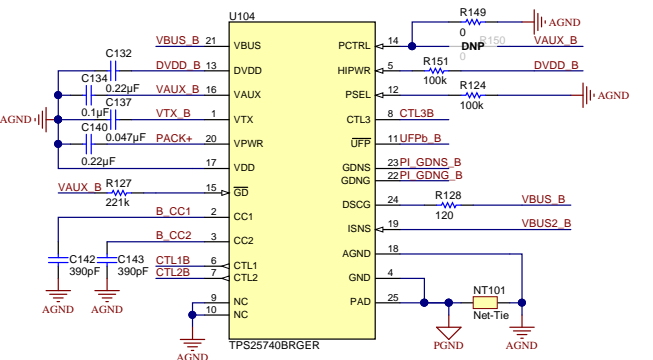 U104
R149
0
AGND
VBUS_B 21 VBUS PCTRL 14 DNP R150 VAUX_B
0
C132
DVDD_B 13 DVDD HIPWR 5 R151 DVDD_B
100k
C134
0.22µF
VAUX_B 16 VAUX PSEL 12 R124 AGND
100k
C137
0.1µF
AGND VTX_B 1 VTX CTL3 8 CTL3B
C140
0.047µF
PACK+ 20 VPWR UFP 11 UFPb_B
0.22µF
17 VDD GDNS 23 PI_GDNS_B
GDNG 22 PI_GDNG_B
VAUX_B R127 15 GD DSCG 24 R128 VBUS_B
221k
120
B_CC1 2 CC1 ISNS 19 VBUS2_B
B_CC2 3 CC2 AGND 18
C142
390pF
C143
390pF
CTL1B 6 CTL1 GND 4
CTL2B 7 CTL2
AGND
AGND
9 NC PAD 25 NT101
10 NC Net-Tie
AGND
PGND
AGND
TPS25740BRGER